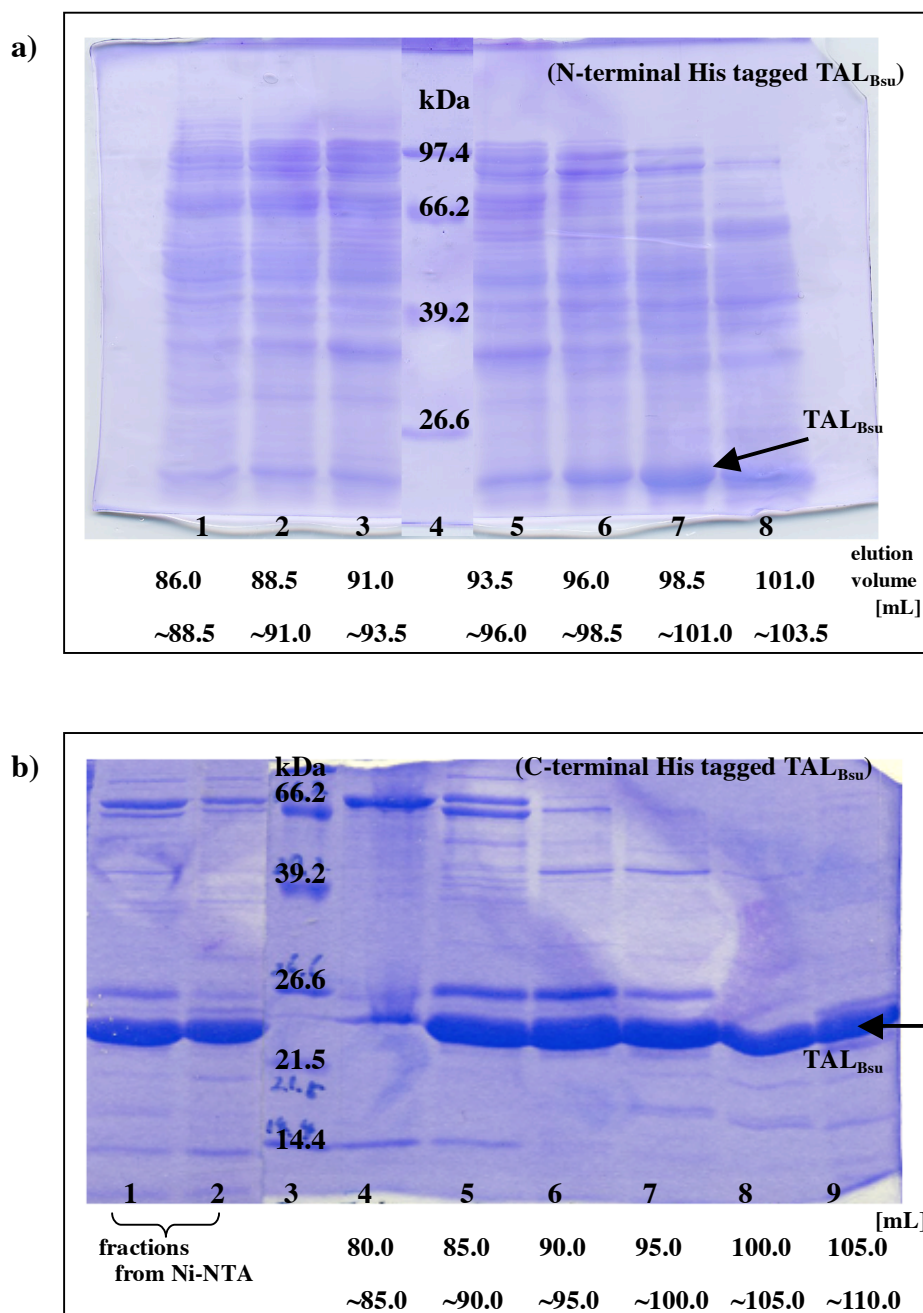 a)
(N-terminal His tagged TALBsu)
kDa
97.4
66.2
39.2
26.6
TALBsu
1 2 3 4 5 6 7 8
elution
86.0 88.5 91.0 93.5 96.0 98.5 101.0 volume
[mL]
~88.5 ~91.0 ~93.5 ~96.0 ~98.5 ~101.0 ~103.5
b)
kDa (C-terminal His tagged TALBsu)
66.2
39.2
26.6
21.5
TALBsu
21.5
14.4
1 2 3 4 5 6 7 8 9
[mL]
fractions 80.0 85.0 90.0 95.0 100.0 105.0
from Ni-NTA
~85.0 ~90.0 ~95.0 ~100.0 ~105.0 ~110.0